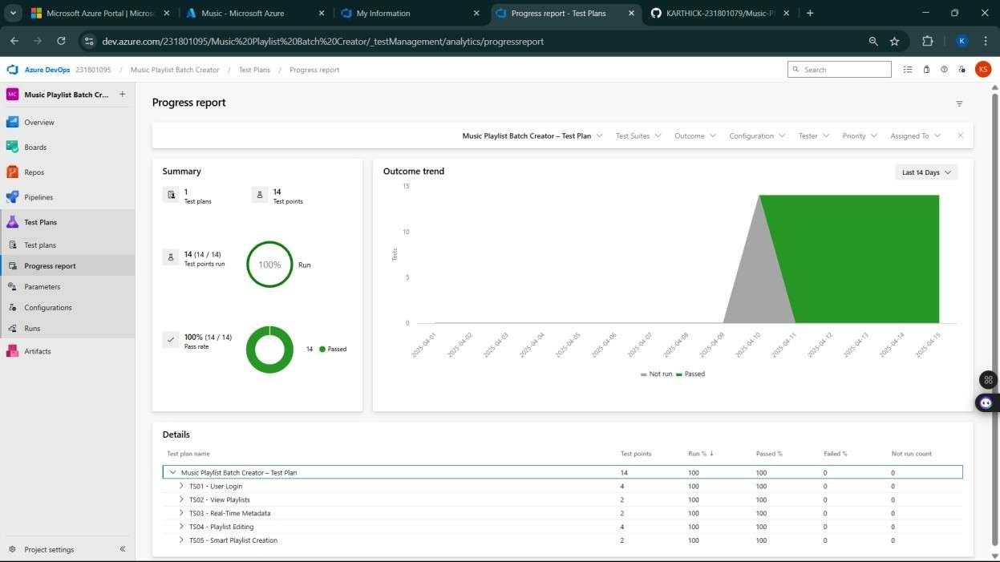 Microsoft Azure Portal | Micros
Music - Microsoft Azure
My Information
Progress report - Test Plans
KARTHICK-231801079/Music-P
dev.azure.com/231801095/Music%20Playlist%20Batch%20Creator/_testManagement/analytics/progressreport
K
Azure DevOps 231801095 / Music Playlist Batch Creator / Test Plans / Progress report
Search
KS
MC Music Playlist Batch Cr...
Overview
Boards
Repos
Pipelines
Test Plans
Test plans
Progress report
Parameters
Configurations
Runs
Artifacts
Project settings
Progress report
Music Playlist Batch Creator – Test Plan Test Suites Outcome Configuration Tester Priority Assigned To
Summary
1
Test plans
14
Test points
14 (14 / 14)
Test points run
100%
Run
100% (14 / 14)
Pass rate
14 Passed
Outcome trend
Last 14 Days
15
10
5
0
Tests
2025-04-01
2025-04-02
2025-04-03
2025-04-04
2025-04-05
2025-04-06
2025-04-07
2025-04-08
2025-04-09
2025-04-10
2025-04-11
2025-04-12
2025-04-13
2025-04-14
2025-04-15
Not run Passed
Details
Test plan name Test points Run % ↓ Passed % Failed % Not run count
Music Playlist Batch Creator – Test Plan 14 100 100 0 0
TS01 - User Login 4 100 100 0 0
TS02 - View Playlists 2 100 100 0 0
TS03 - Real-Time Metadata 2 100 100 0 0
TS04 - Playlist Editing 4 100 100 0 0
TS05 - Smart Playlist Creation 2 100 100 0 0